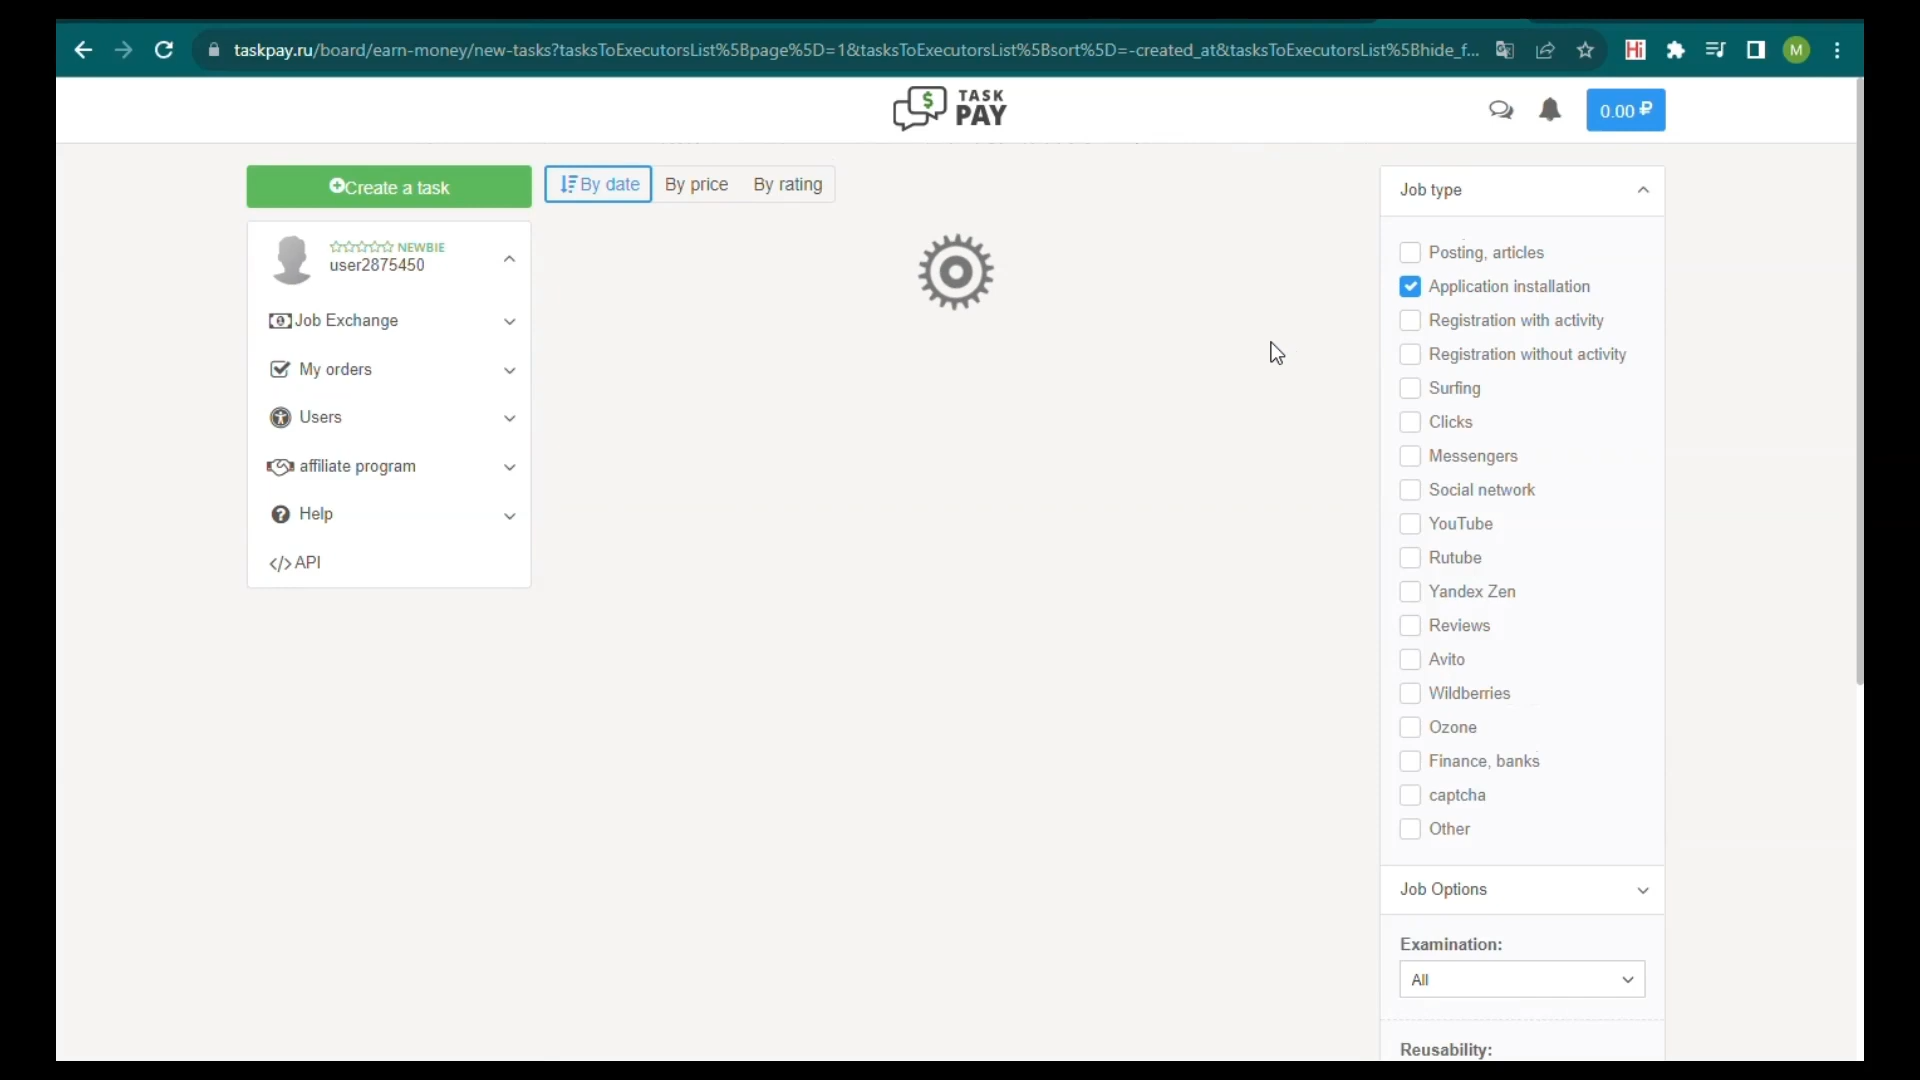 taskpay.ru/board/earn-money/new-tasks?tasksToExecutorsList%5Bpage%5D=1&tasksToExecutorsList%5Bsort%5D=-created_at&tasksToExecutorsList%5Bhide_f...
Hi
M
$ TASK
PAY
0.00 ₽
Create a task
By date
By price
By rating
NEWBIE
user2875450
Job Exchange
My orders
Users
affiliate program
Help
</> API
Job type
Posting, articles
Application installation
Registration with activity
Registration without activity
Surfing
Clicks
Messengers
Social network
YouTube
Rutube
Yandex Zen
Reviews
Avito
Wildberries
Ozone
Finance, banks
captcha
Other
Job Options
Examination:
All
Reusability: